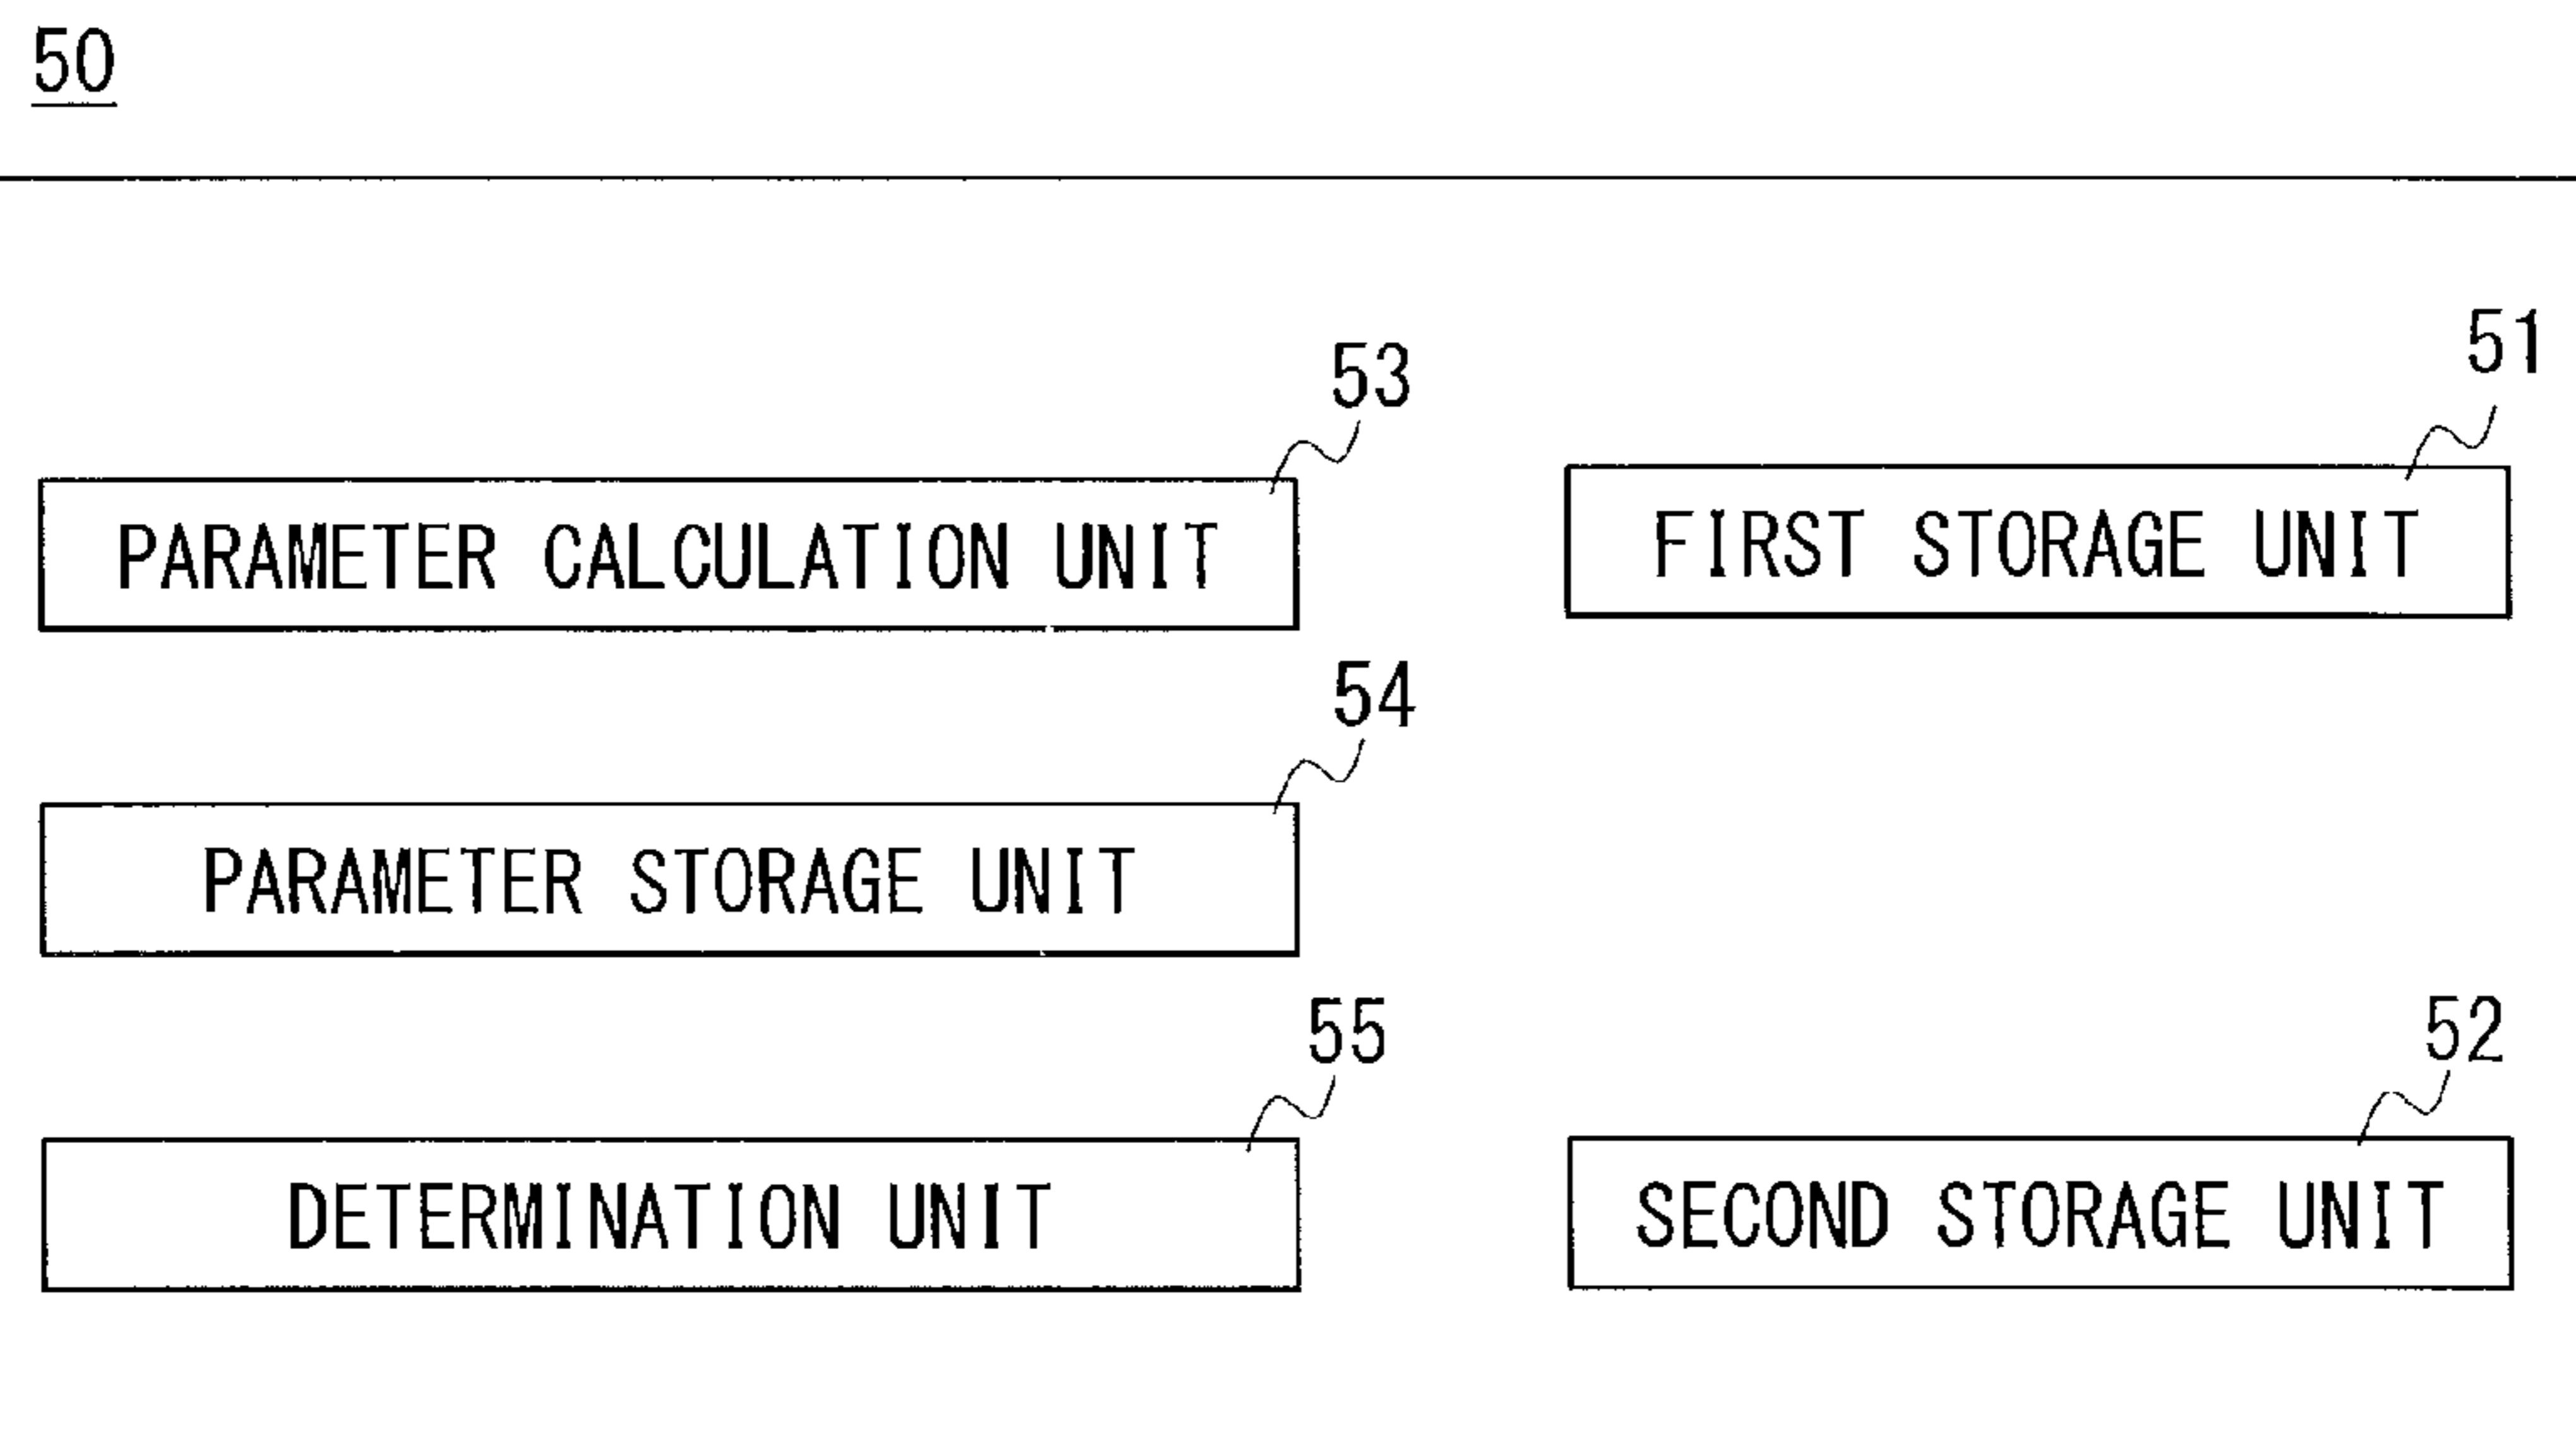 50
53
PARAMETER CALCULATION UNIT
51
FIRST STORAGE UNIT
54
PARAMETER STORAGE UNIT
55
DETERMINATION UNIT
52
SECOND STORAGE UNIT